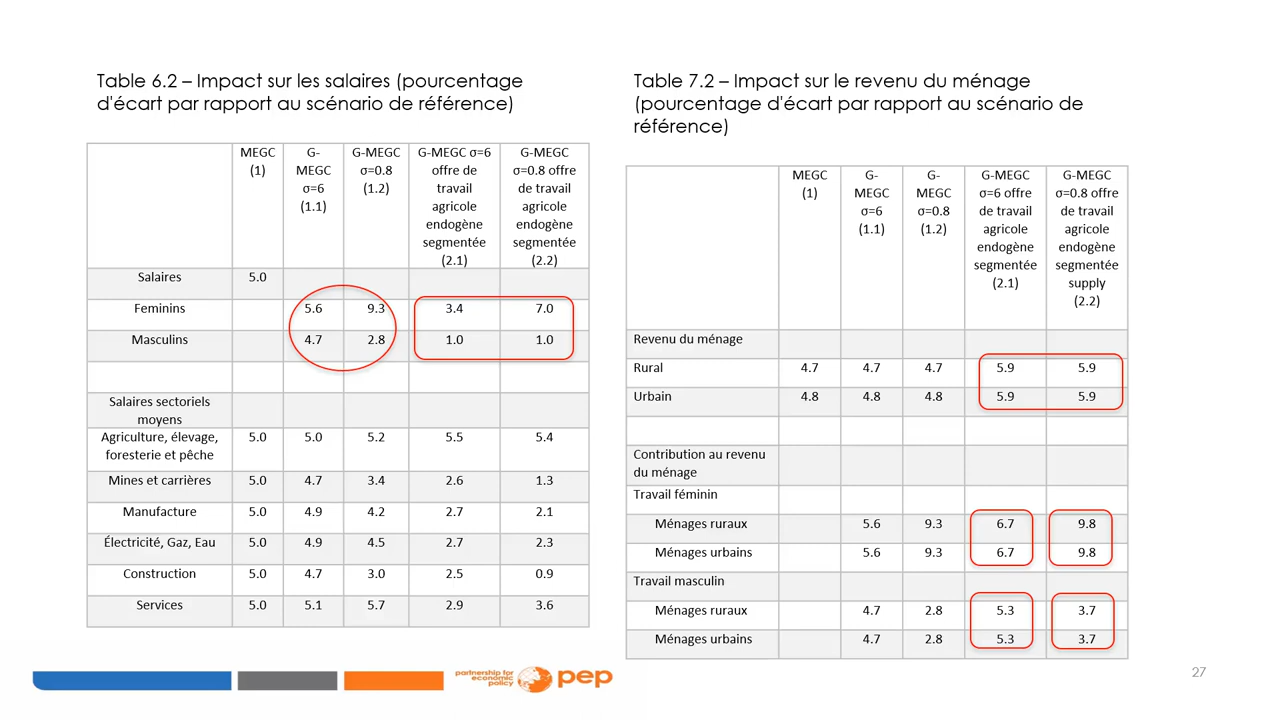 Table 6.2 – Impact sur les salaires (pourcentage
d'écart par rapport au scénario de référence)
MEGC (1) | G-MEGC σ=6 (1.1) | G-MEGC σ=0.8 (1.2) | G-MEGC σ=6 offre de travail agricole endogène segmentée (2.1) | G-MEGC σ=0.8 offre de travail agricole endogène segmentée (2.2)
Salaires 5.0
Feminins 5.6 9.3 3.4 7.0
Masculins 4.7 2.8 1.0 1.0
Salaires sectoriels moyens
Agriculture, élevage, foresterie et pêche 5.0 5.0 5.2 5.5 5.4
Mines et carrières 5.0 4.7 3.4 2.6 1.3
Manufacture 5.0 4.9 4.2 2.7 2.1
Électricité, Gaz, Eau 5.0 4.9 4.5 2.7 2.3
Construction 5.0 4.7 3.0 2.5 0.9
Services 5.0 5.1 5.7 2.9 3.6
Table 7.2 – Impact sur le revenu du ménage
(pourcentage d'écart par rapport au scénario de
référence)
MEGC (1) | G-MEGC σ=6 (1.1) | G-MEGC σ=0.8 (1.2) | G-MEGC σ=6 offre de travail agricole endogène segmentée (2.1) | G-MEGC σ=0.8 offre de travail agricole endogène segmentée supply (2.2)
Revenu du ménage
Rural 4.7 4.7 4.7 5.9 5.9
Urbain 4.8 4.8 4.8 5.9 5.9
Contribution au revenu du ménage
Travail féminin
Ménages ruraux 5.6 9.3 6.7 9.8
Ménages urbains 5.6 9.3 6.7 9.8
Travail masculin
Ménages ruraux 4.7 2.8 5.3 3.7
Ménages urbains 4.7 2.8 5.3 3.7
partnership for
economic
policy
pep
27